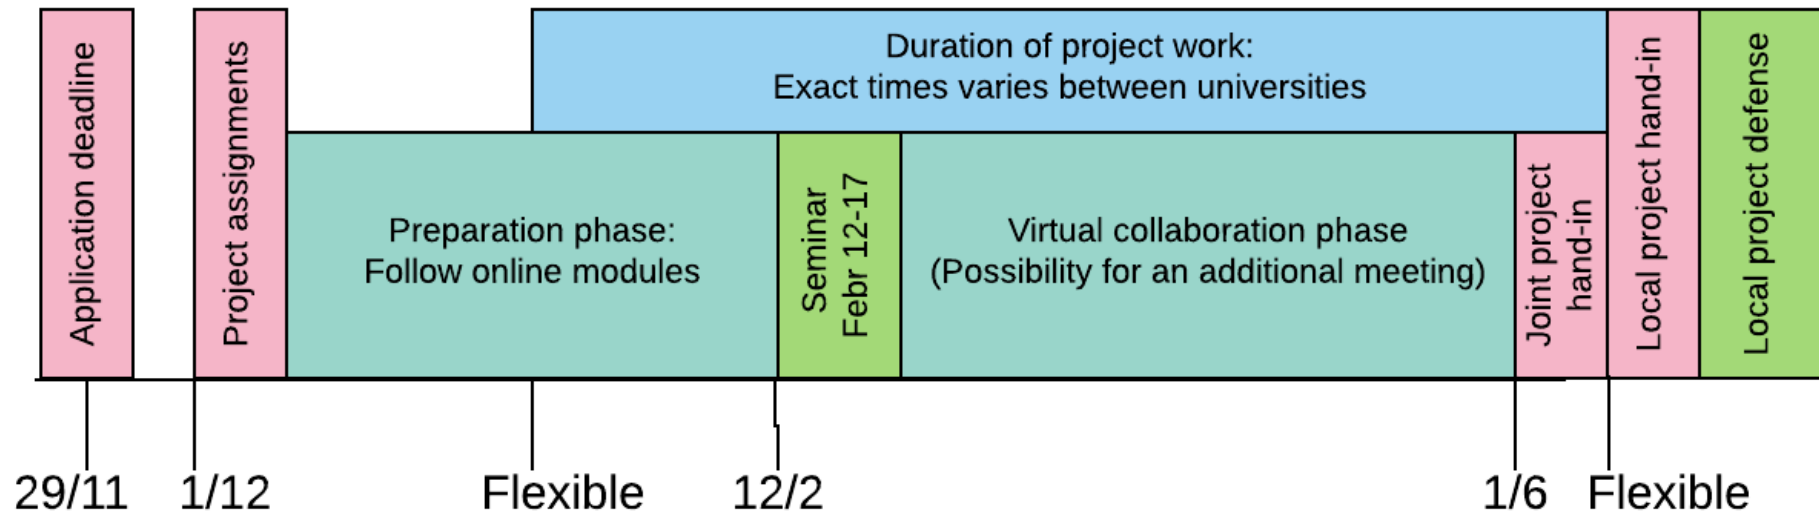 Application deadline
Project assignments
Duration of project work:
Exact times varies between universities
Preparation phase:
Follow online modules
Seminar
Febr 12-17
Virtual collaboration phase
(Possibility for an additional meeting)
Joint project
hand-in
Local project hand-in
Local project defense
29/11
1/12
Flexible
12/2
1/6
Flexible